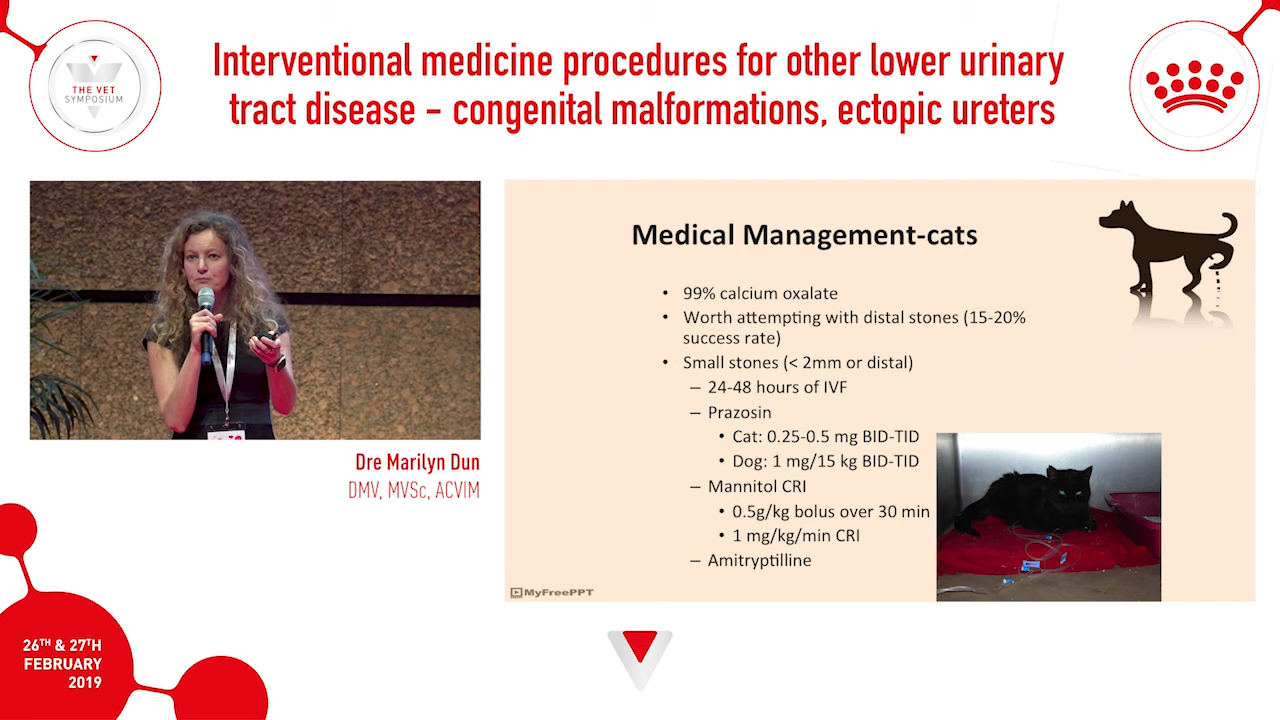 Interventional medicine procedures for other lower urinary
tract disease – congenital malformations, ectopic ureters
THE VET
SYMPOSIUM
Medical Management-cats
• 99% calcium oxalate
• Worth attempting with distal stones (15-20%
success rate)
• Small stones (< 2mm or distal)
– 24-48 hours of IVF
– Prazosin
• Cat: 0.25-0.5 mg BID-TID
• Dog: 1 mg/15 kg BID-TID
– Mannitol CRI
• 0.5g/kg bolus over 30 min
• 1 mg/kg/min CRI
– Amitryptilline
MyFreePPT
Dre Marilyn Dun
DMV, MVSc, ACVIM
26TH & 27TH
FEBRUARY
2019